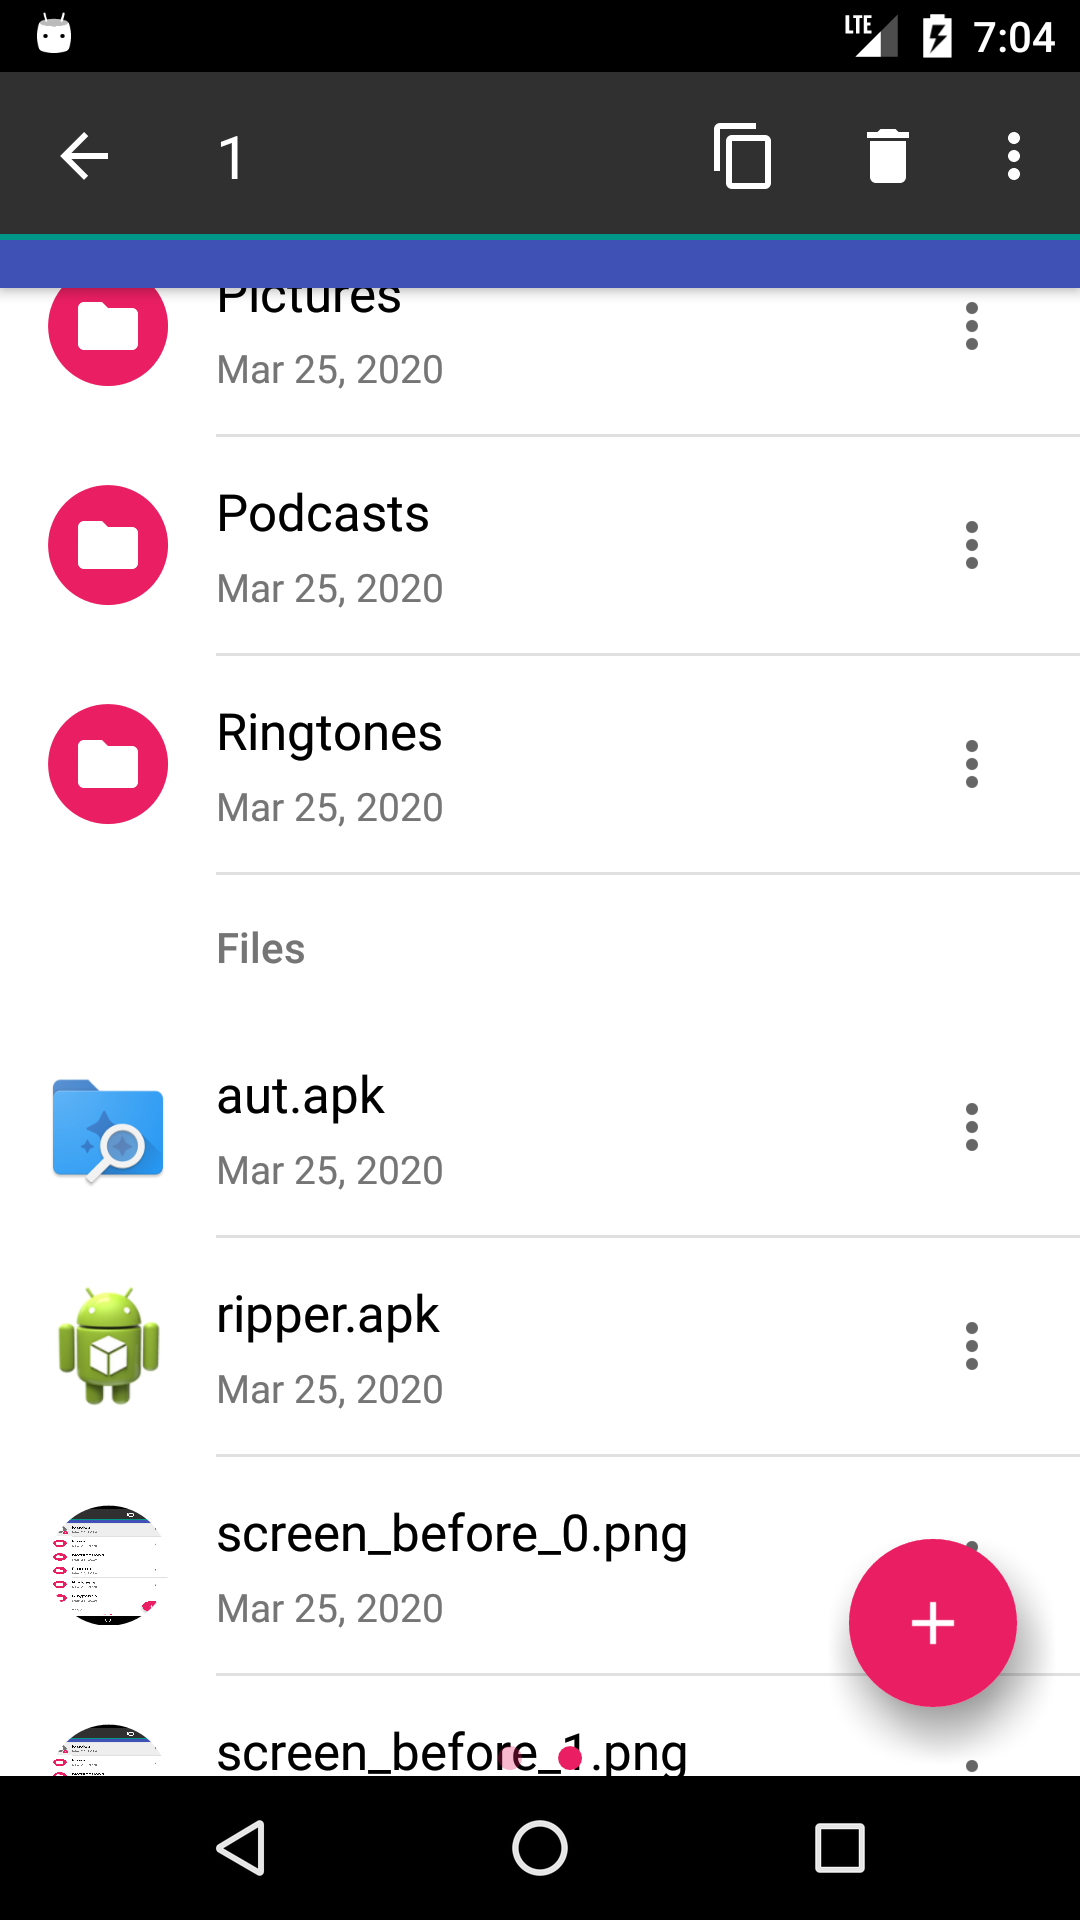 LTE 7:04
1
Pictures
Mar 25, 2020
Podcasts
Mar 25, 2020
Ringtones
Mar 25, 2020
Files
aut.apk
Mar 25, 2020
ripper.apk
Mar 25, 2020
screen_before_0.png
Mar 25, 2020
screen_before_1.png